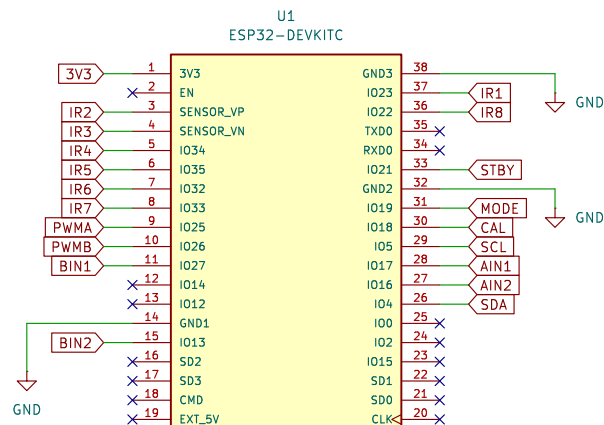 U1
ESP32-DEVKITC
3V3 1 3V3 GND3 38
2 EN IO23 37 IR1 GND
IR2 3 SENSOR_VP IO22 36 IR8
IR3 4 SENSOR_VN TXD0 35
IR4 5 IO34 RXD0 34
IR5 6 IO35 IO21 33 STBY
IR6 7 IO32 GND2 32
IR7 8 IO33 IO19 31 MODE GND
PWMA 9 IO25 IO18 30 CAL
PWMB 10 IO26 IO5 29 SCL
BIN1 11 IO27 IO17 28 AIN1
12 IO14 IO16 27 AIN2
13 IO12 IO4 26 SDA
14 GND1 IO0 25
BIN2 15 IO13 IO2 24
16 SD2 IO15 23
17 SD3 SD1 22
GND 18 CMD SD0 21
19 EXT_5V CLK 20